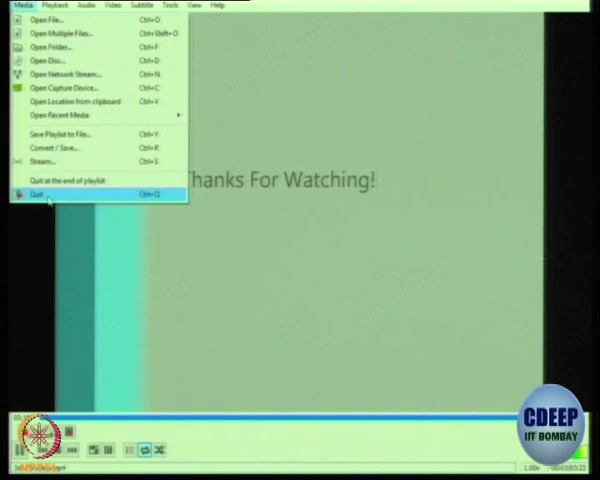 Media Playback Audio Video Subtitle Tools View Help
Open File... Ctrl+O
Open Multiple Files... Ctrl+Shift+O
Open Folder... Ctrl+F
Open Disc... Ctrl+D
Open Network Stream... Ctrl+N
Open Capture Device... Ctrl+C
Open Location from clipboard Ctrl+V
Open Recent Media
Save Playlist to File... Ctrl+Y
Convert / Save... Ctrl+R
Stream... Ctrl+S
Quit at the end of playlist
Quit Ctrl+Q
Thanks For Watching!
CDEEP
IIT BOMBAY
NPTEL
1.00x